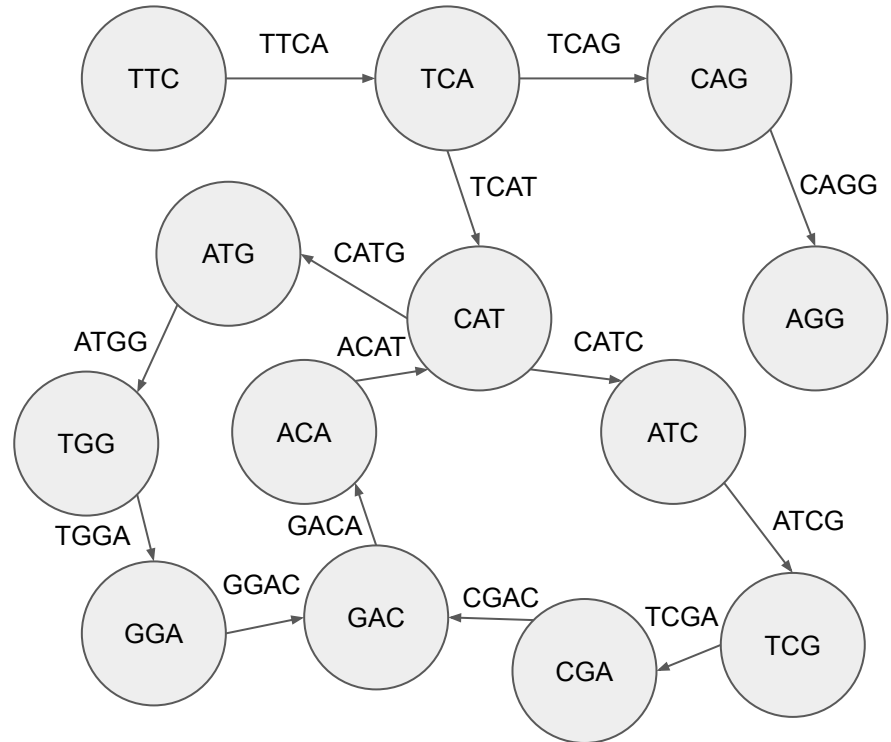 TTC
TTCA
TCA
TCAG
CAG
TCAT
CAGG
ATG
CATG
CAT
AGG
ATGG
ACAT
CATC
TGG
ACA
ATC
TGGA
GACA
ATCG
GGA
GGAC
GAC
CGAC
CGA
TCGA
TCG